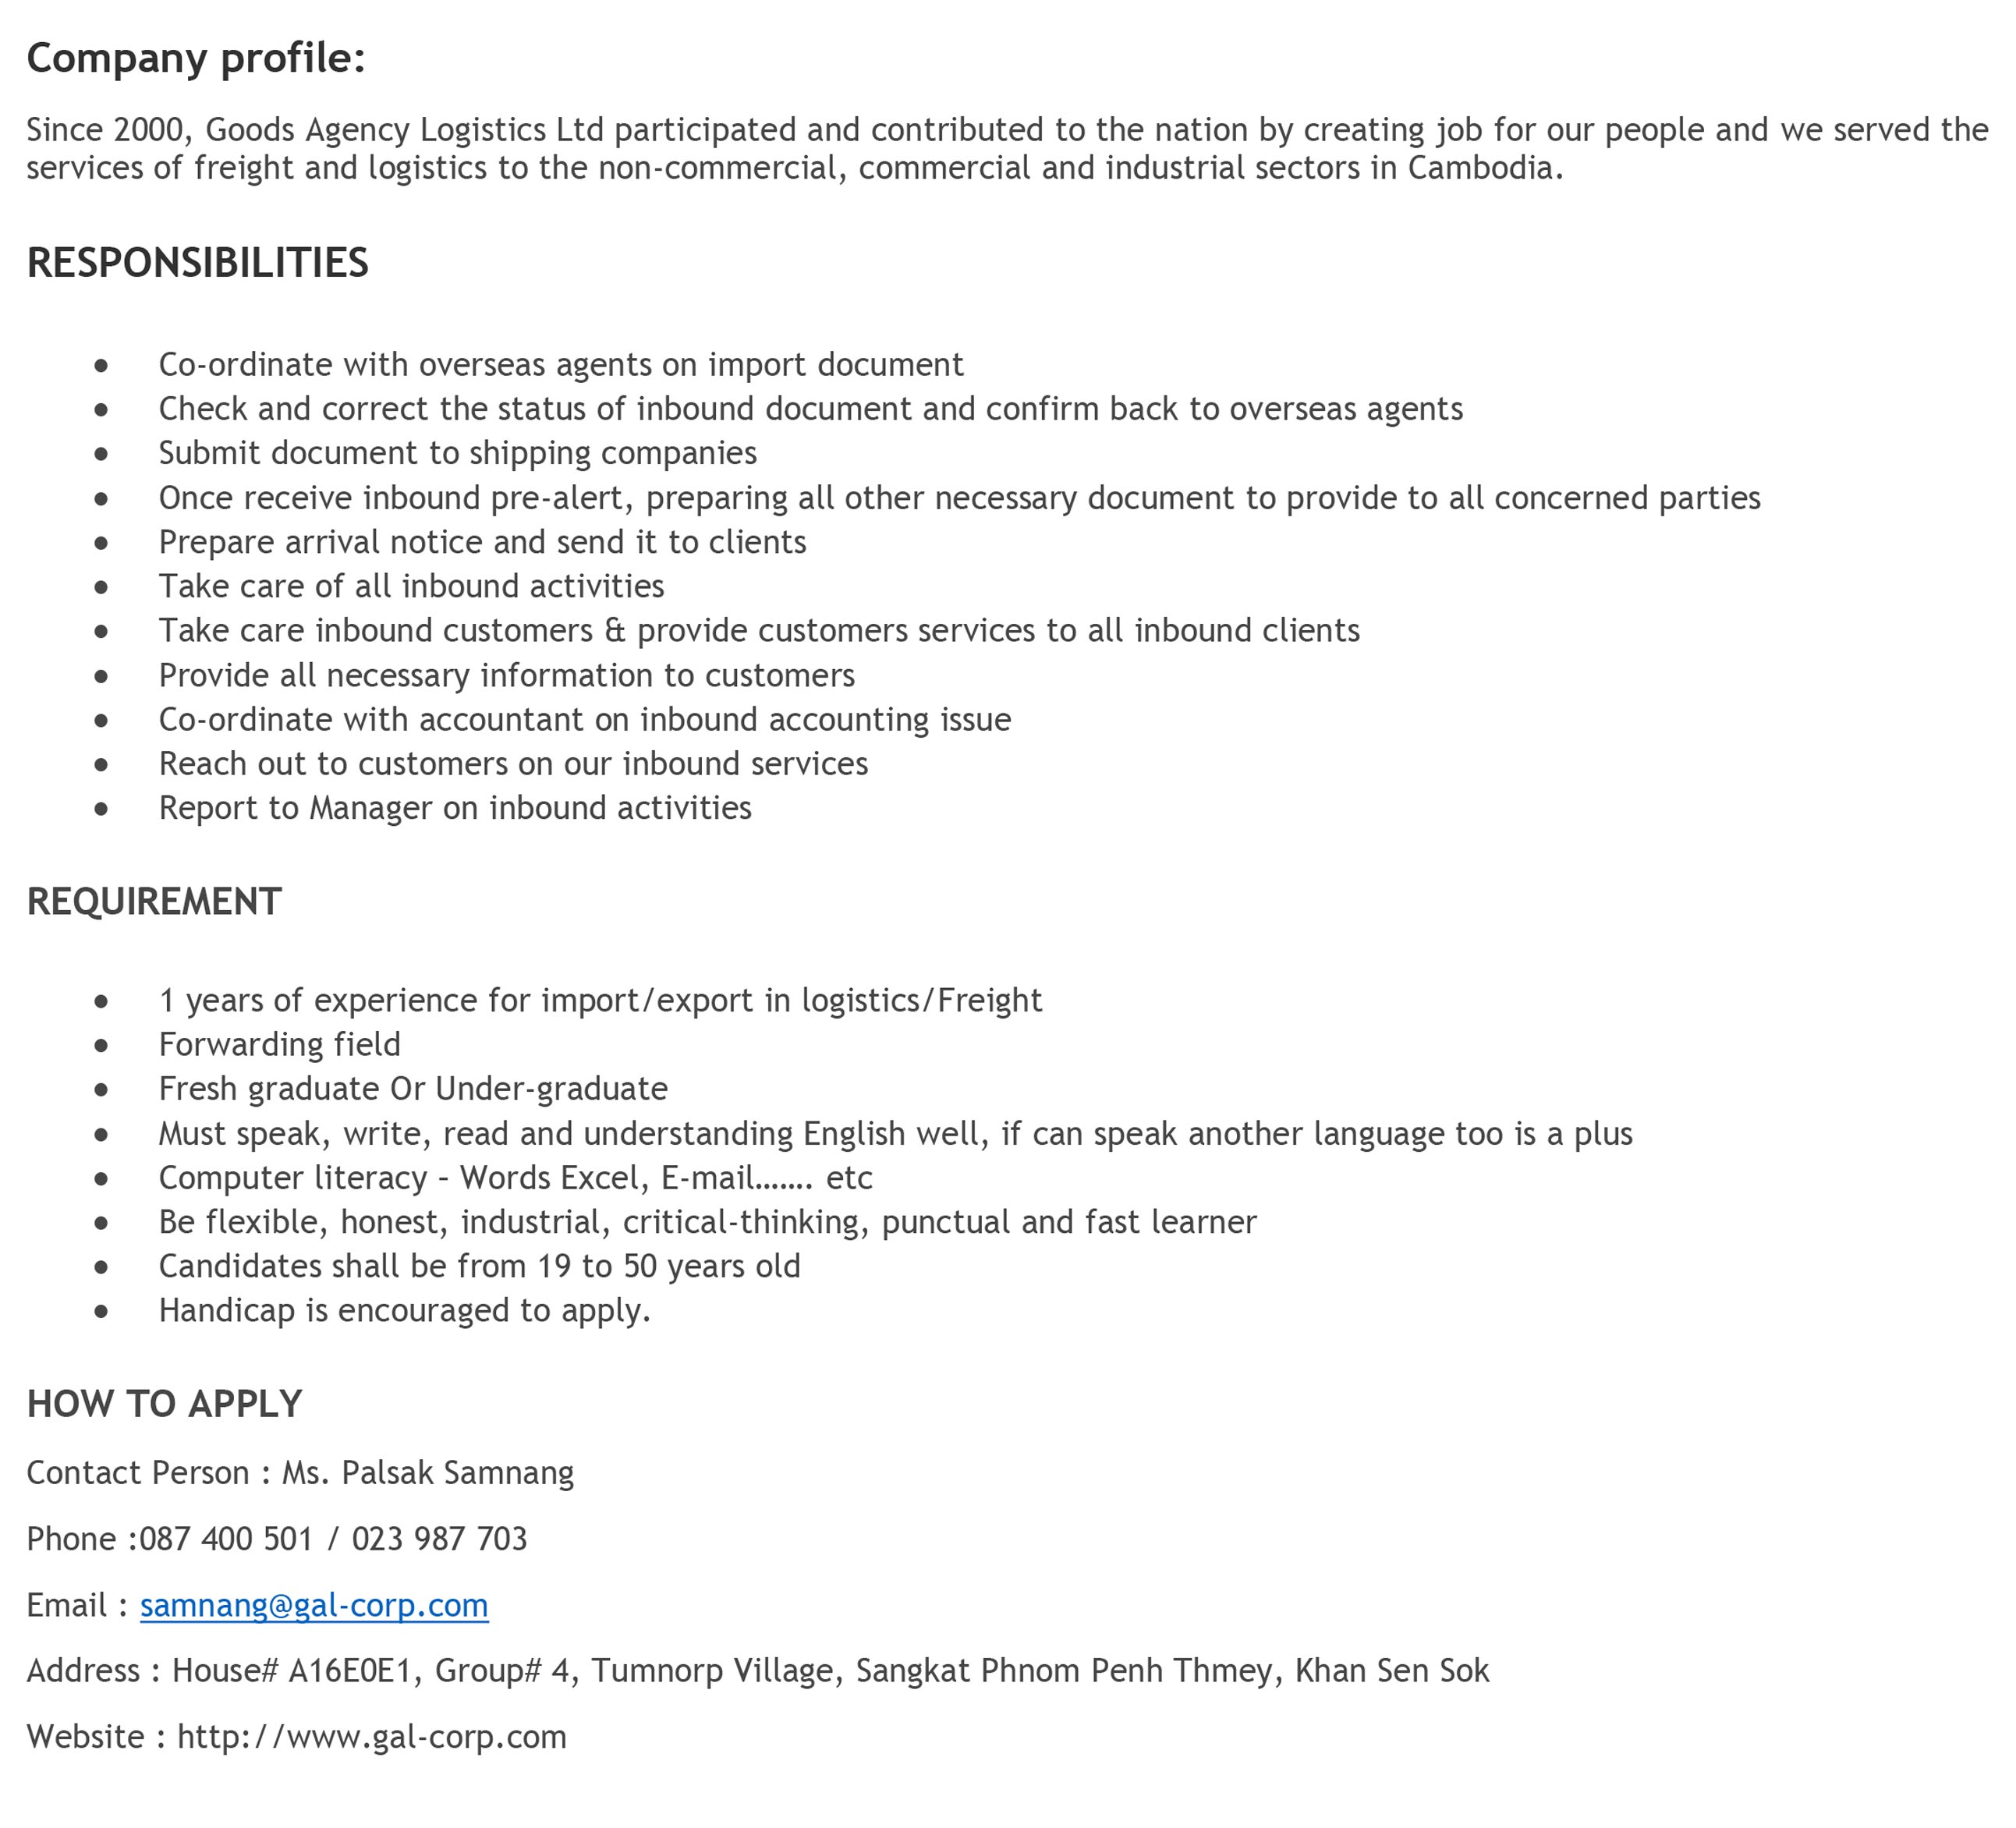 Company profile:
Since 2000, Goods Agency Logistics Ltd participated and contributed to the nation by creating job for our people and we served the
services of freight and logistics to the non-commercial, commercial and industrial sectors in Cambodia.
RESPONSIBILITIES
• Co-ordinate with overseas agents on import document
• Check and correct the status of inbound document and confirm back to overseas agents
• Submit document to shipping companies
• Once receive inbound pre-alert, preparing all other necessary document to provide to all concerned parties
• Prepare arrival notice and send it to clients
• Take care of all inbound activities
• Take care inbound customers & provide customers services to all inbound clients
• Provide all necessary information to customers
• Co-ordinate with accountant on inbound accounting issue
• Reach out to customers on our inbound services
• Report to Manager on inbound activities
REQUIREMENT
• 1 years of experience for import/export in logistics/Freight
• Forwarding field
• Fresh graduate Or Under-graduate
• Must speak, write, read and understanding English well, if can speak another language too is a plus
• Computer literacy – Words Excel, E-mail……. etc
• Be flexible, honest, industrial, critical-thinking, punctual and fast learner
• Candidates shall be from 19 to 50 years old
• Handicap is encouraged to apply.
HOW TO APPLY
Contact Person : Ms. Palsak Samnang
Phone :087 400 501 / 023 987 703
Email : samnang@gal-corp.com
Address : House# A16E0E1, Group# 4, Tumnorp Village, Sangkat Phnom Penh Thmey, Khan Sen Sok
Website : http://www.gal-corp.com